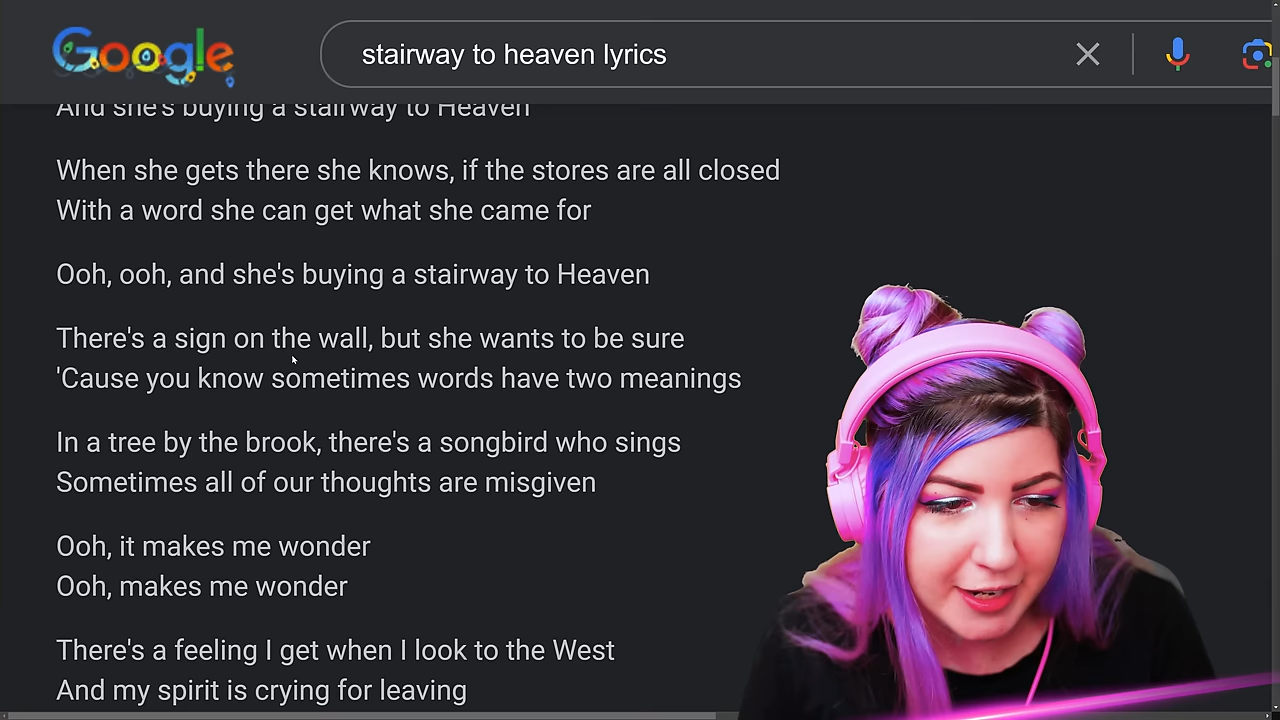 Google
stairway to heaven lyrics
And she's buying a stairway to Heaven
When she gets there she knows, if the stores are all closed
With a word she can get what she came for
Ooh, ooh, and she's buying a stairway to Heaven
There's a sign on the wall, but she wants to be sure
'Cause you know sometimes words have two meanings
In a tree by the brook, there's a songbird who sings
Sometimes all of our thoughts are misgiven
Ooh, it makes me wonder
Ooh, makes me wonder
There's a feeling I get when I look to the West
And my spirit is crying for leaving